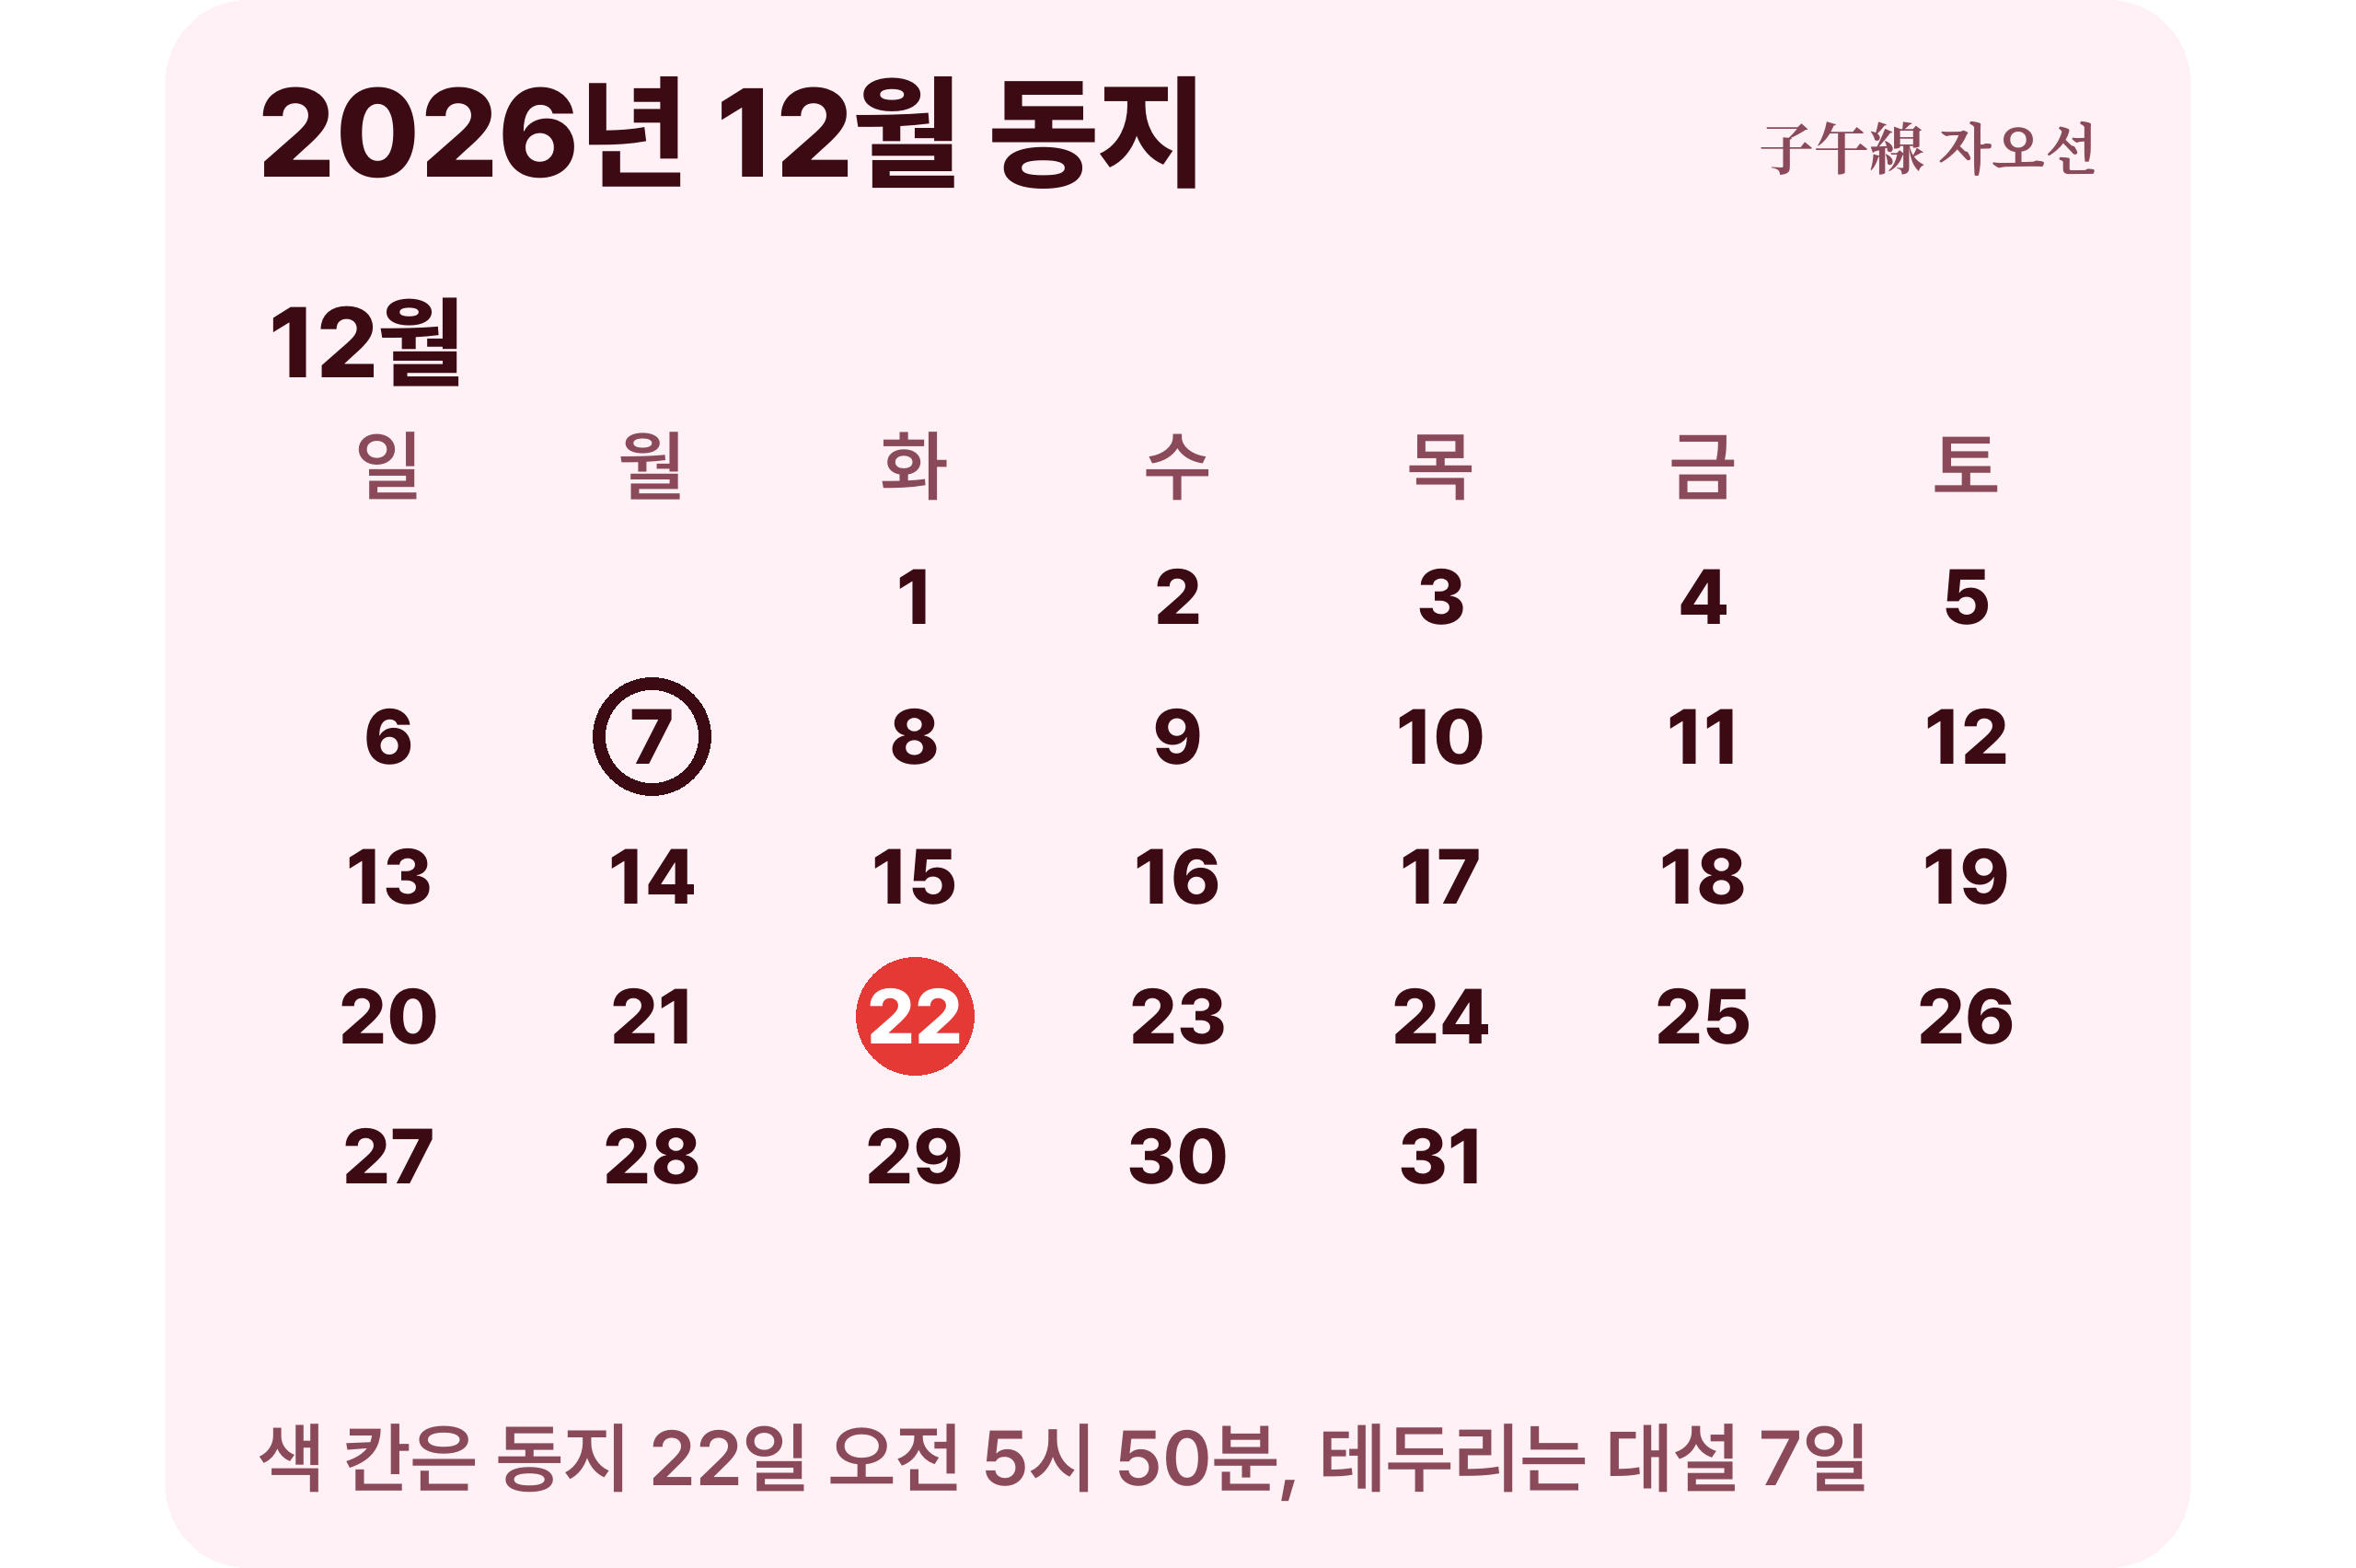 2026년 12월 동지
구수한 자오선
12월
일 월 화 수 목 금 토
1 2 3 4 5
6 7 8 9 10 11 12
13 14 15 16 17 18 19
20 21 22 23 24 25 26
27 28 29 30 31
색 칸은 동지 22일 오전 5시 50분, 테두리는 대설 7일